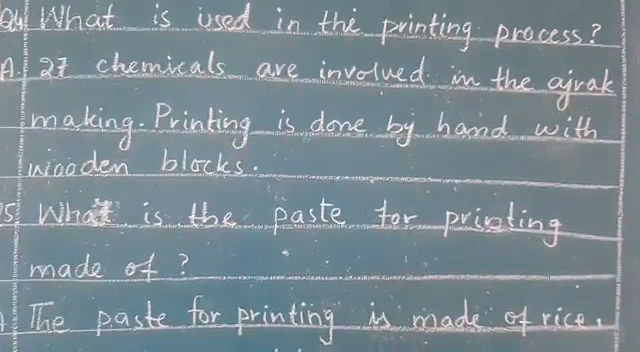 Q4 What is used in the printing process?
A. 27 chemicals are involved in the ajrak
making. Printing is done by hand with
wooden blocks.
5. What is the paste for printing
made of ?
The paste for printing is made of rice,